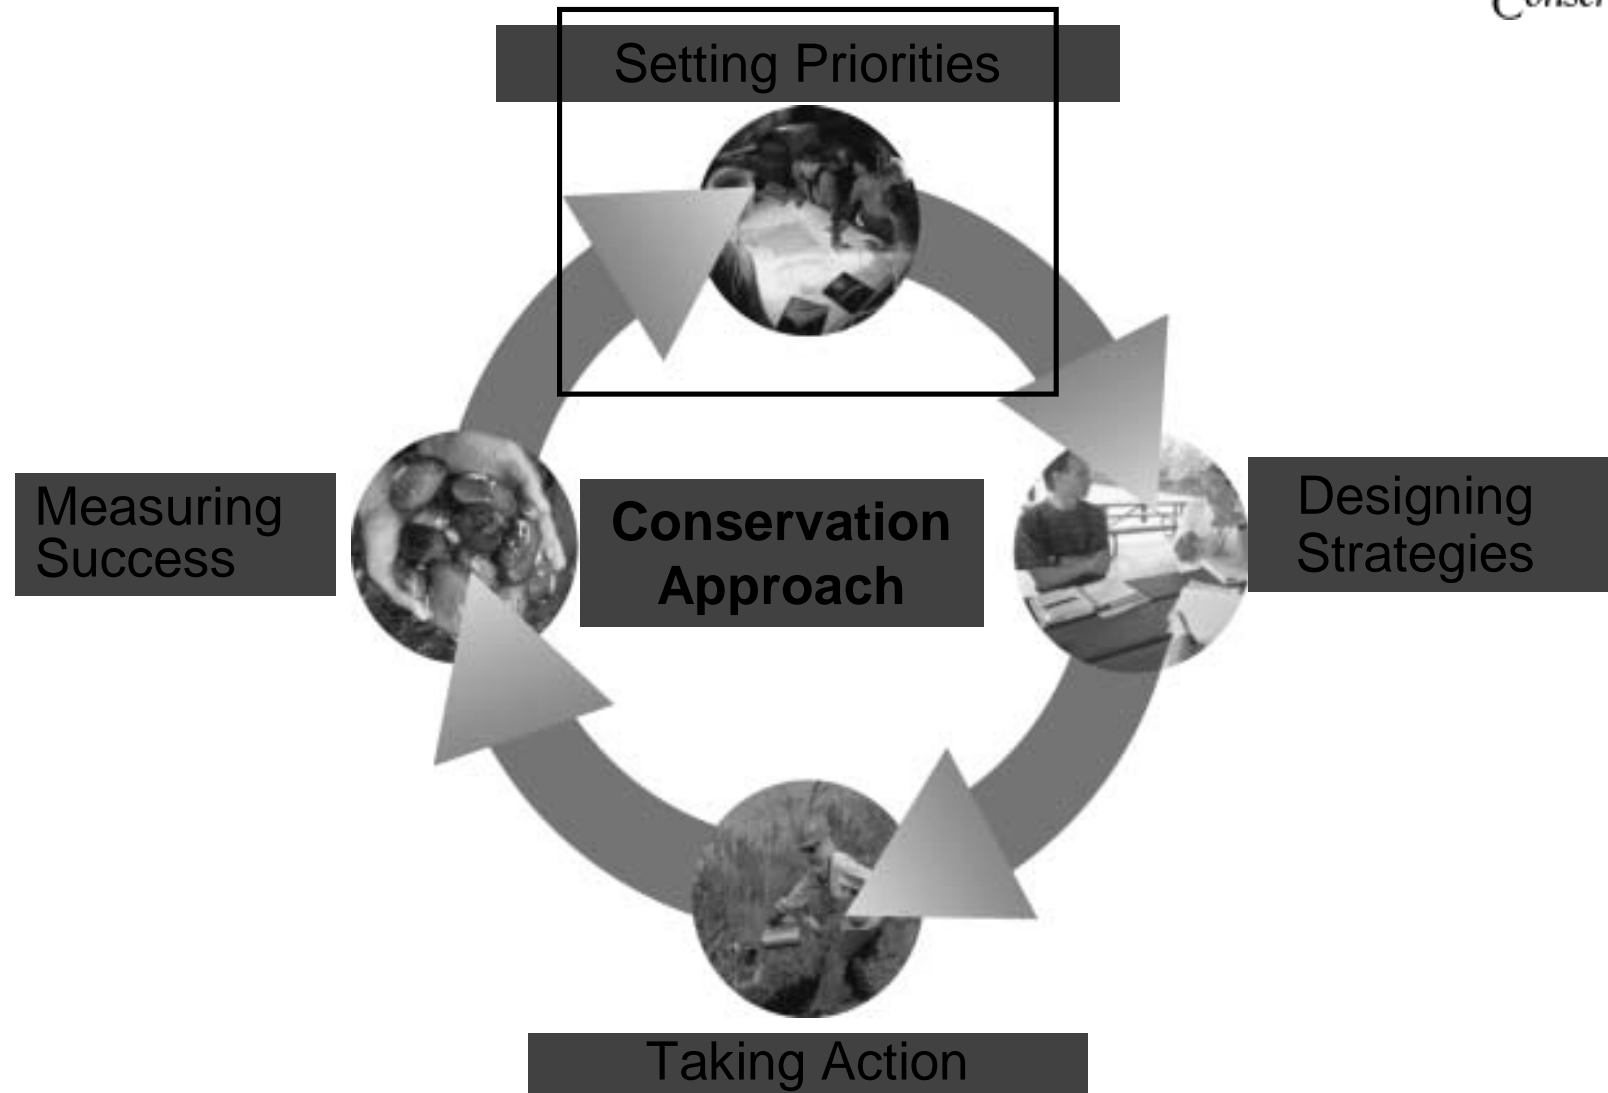 Setting Priorities
Measuring
Success
Conservation
Approach
Designing
Strategies
Taking Action